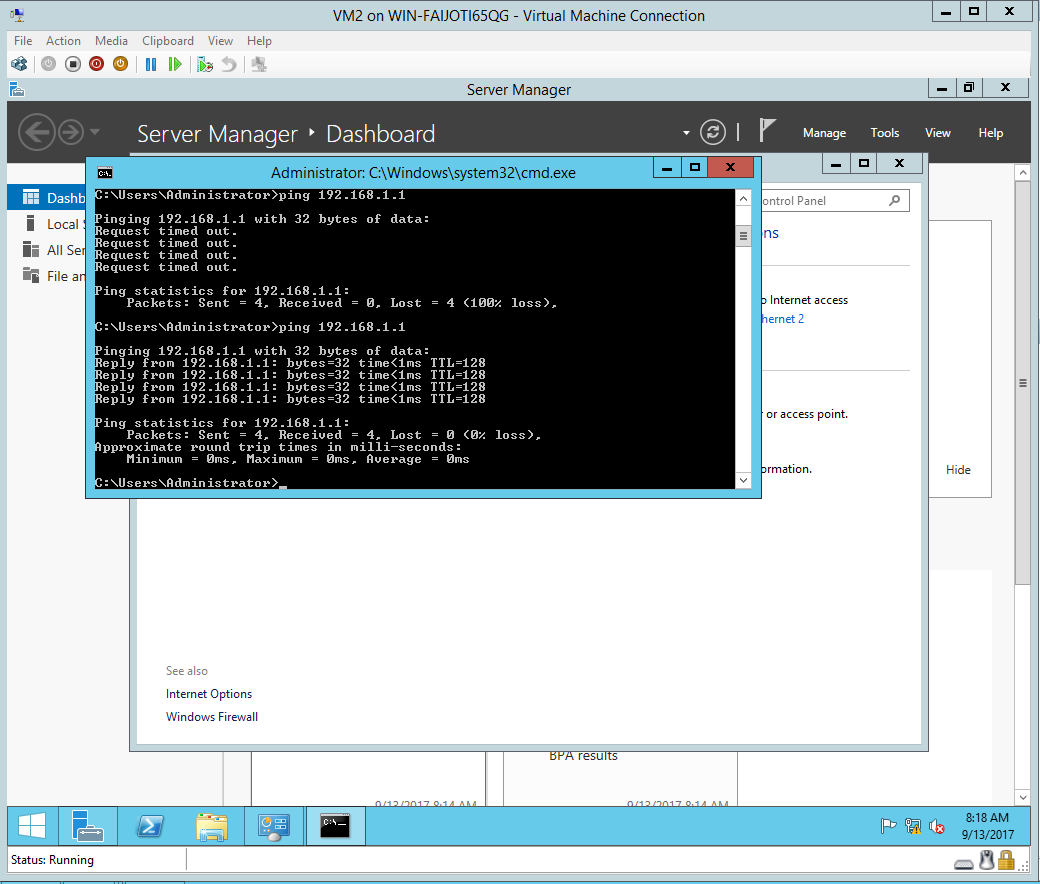 VM2 on WIN-FAIJOTI65QG - Virtual Machine Connection
File Action Media Clipboard View Help
Server Manager
Server Manager Dashboard
Manage Tools View Help
Administrator: C:\Windows\system32\cmd.exe
C:\Users\Administrator>ping 192.168.1.1
Pinging 192.168.1.1 with 32 bytes of data:
Request timed out.
Request timed out.
Request timed out.
Request timed out.
Ping statistics for 192.168.1.1:
Packets: Sent = 4, Received = 0, Lost = 4 (100% loss),
C:\Users\Administrator>ping 192.168.1.1
Pinging 192.168.1.1 with 32 bytes of data:
Reply from 192.168.1.1: bytes=32 time<1ms TTL=128
Reply from 192.168.1.1: bytes=32 time<1ms TTL=128
Reply from 192.168.1.1: bytes=32 time<1ms TTL=128
Reply from 192.168.1.1: bytes=32 time<1ms TTL=128
Ping statistics for 192.168.1.1:
Packets: Sent = 4, Received = 4, Lost = 0 (0% loss),
Approximate round trip times in milli-seconds:
Minimum = 0ms, Maximum = 0ms, Average = 0ms
C:\Users\Administrator>_
Dashb
Local S
All Ser
File an
ontrol Panel
ons
o Internet access
hernet 2
r or access point.
ormation.
Hide
See also
Internet Options
Windows Firewall
BPA results
9/13/2017 8:14 AM
9/13/2017 8:14 AM
8:18 AM
9/13/2017
Status: Running